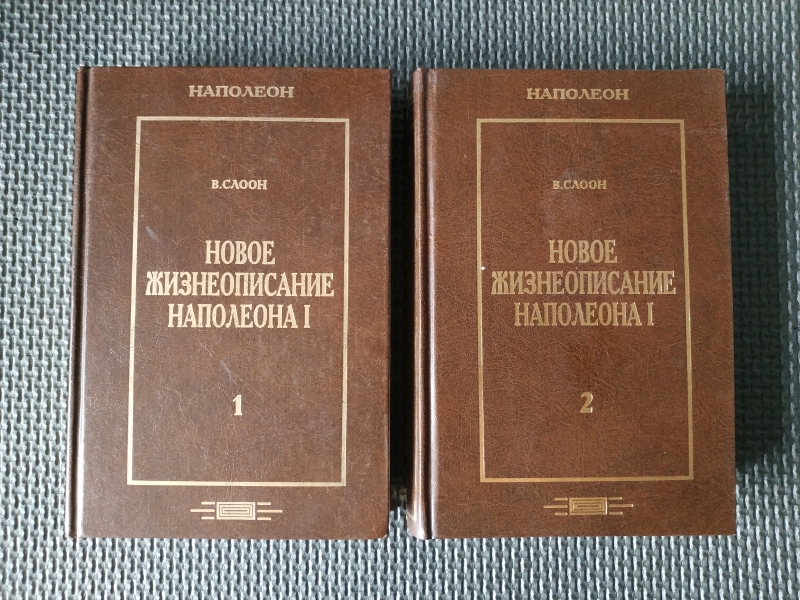 НАПОЛЕОН
В.СЛООН
НОВОЕ
ЖИЗНЕОПИСАНИЕ
НАПОЛЕОНА I
1
НАПОЛЕОН
В.СЛООН
НОВОЕ
ЖИЗНЕОПИСАНИЕ
НАПОЛЕОНА I
2